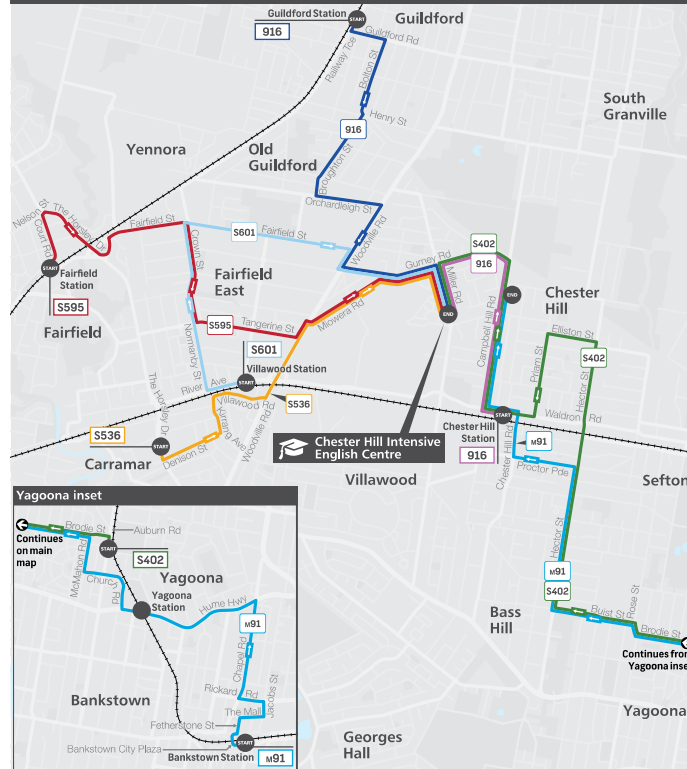 Guildford Station
START
Guildford
916
Guildford Rd
Railway Tce
Bolton St
South
Granville
Henry St
916
Yennora
Old
Guildford
Broughton St
Orchardleigh St
Nelson St
The Horsley Dr
Court Rd
Fairfield St
S601
Fairfield St
Woodville Rd
Crown St
Gurney Rd
S402
916
Miller Rd
START
Fairfield
Station
Fairfield
East
END
Chester
Hill
S595
Fairfield
Miowera Rd
END
Campbell Hill Rd
S595
Tangerine St
Elliston St
Priam St
S402
Hector St
S601
Normanby St
Villawood Station
START
River Ave
The Horsley Dr
Villawood Rd
S536
START
Waldron Rd
S536
Kirrang Ave
Woodville Rd
Chester Hill
Station
916
M91
START
Chester Hill Intensive
English Centre
Chester Hill Rd
Carramar
Denison St
Villawood
Proctor Pde
Sefton
Yagoona inset
Hector St
Brodie St
Auburn Rd
Continues
on main
map
START
S402
McMahon Rd
Church Rd
Yagoona
Yagoona
Station
START
Hume Hwy
M91
M91
S402
Bass
Hill
Buist St
Rose St
Brodie St
Continues from
Yagoona inset
Chapel Rd
Bankstown
Rickard Rd
The Mall
Jacobs St
Yagoona
Fetherstone St
Bankstown City Plaza
START
Bankstown Station
M91
Georges
Hall